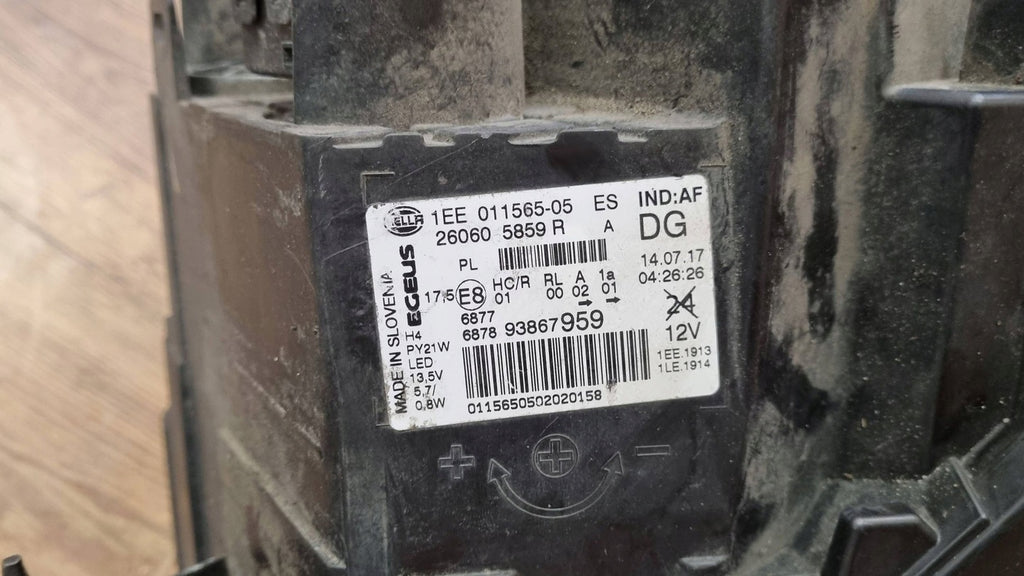 HELLA 1EE 011565-05 ES IND:AF
26060 5859 R A DG
PL 14.07.17
04:26:26
HC/R RL A 1a
17,5 E8 01 00 02 01
6877
6878 93867959 24
12V
1EE.1913
1LE.1914
0115650502020158
EGEUS
MADE IN SLOVENIA
H4
PY21W
LED
13,5V
5,7/
0,8W
+ + −